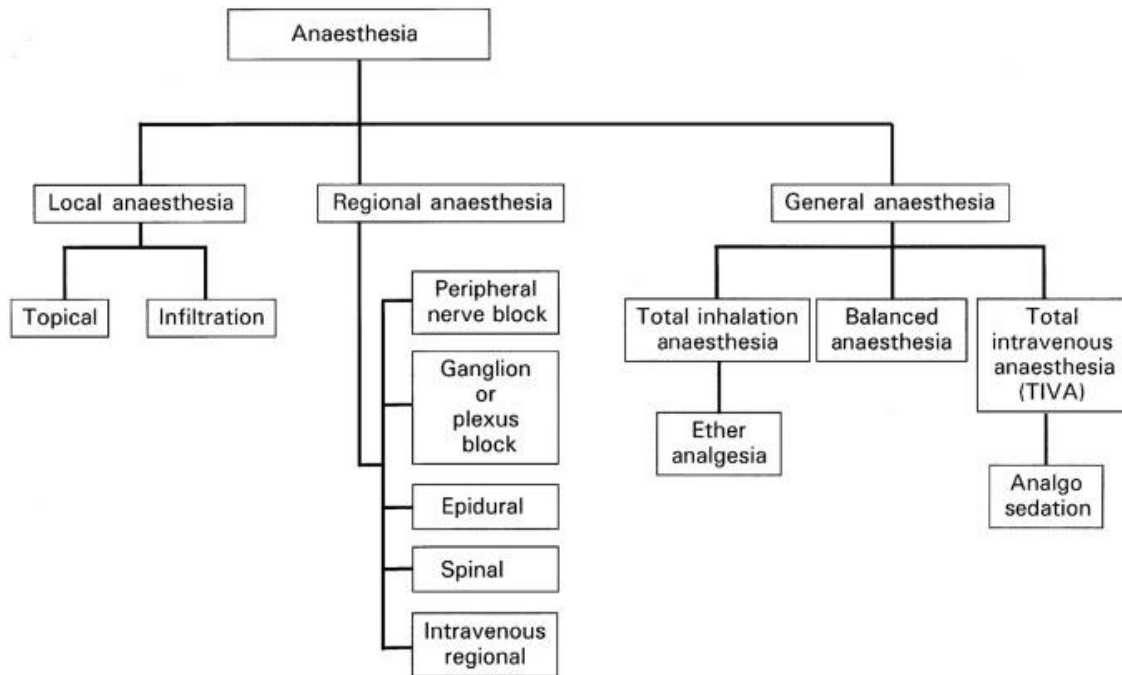 Anaesthesia
Local anaesthesia
Regional anaesthesia
General anaesthesia
Topical
Infiltration
Peripheral
nerve block
Ganglion
or
plexus
block
Epidural
Spinal
Intravenous
regional
Total inhalation
anaesthesia
Balanced
anaesthesia
Total
intravenous
anaesthesia
(TIVA)
Ether
analgesia
Analgo
sedation